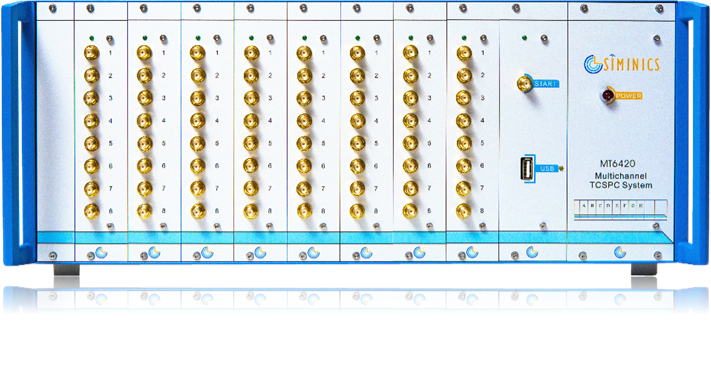 1 1 1 1 1 1 1 1
2 2 2 2 2 2 2 2
3 3 3 3 3 3 3 3
4 4 4 4 4 4 4 4
5 5 5 5 5 5 5 5
6 6 6 6 6 6 6 6
7 7 7 7 7 7 7 7
8 8 8 8 8 8 8 8
START
USB
SIMINICS
POWER
MT6420
Multichannel
TCSPC System
A B C D E F G H